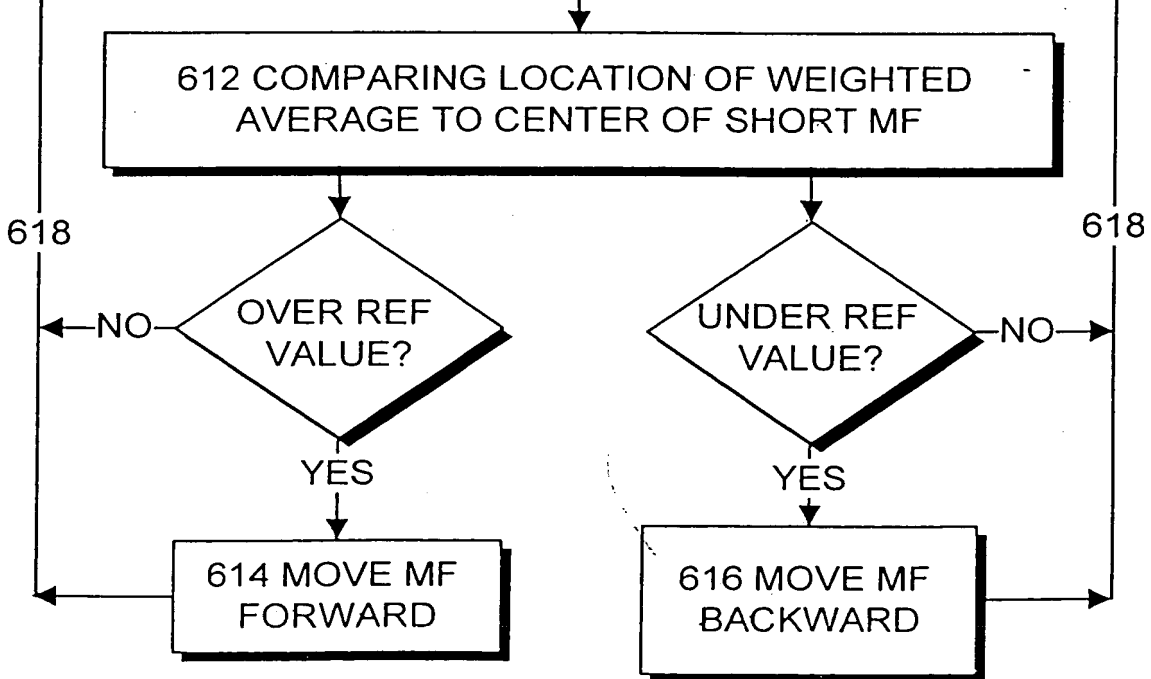 612 COMPARING LOCATION OF WEIGHTED
AVERAGE TO CENTER OF SHORT MF
618
618
OVER REF
VALUE?
NO
UNDER REF
VALUE?
NO
YES
YES
614 MOVE MF
FORWARD
616 MOVE MF
BACKWARD